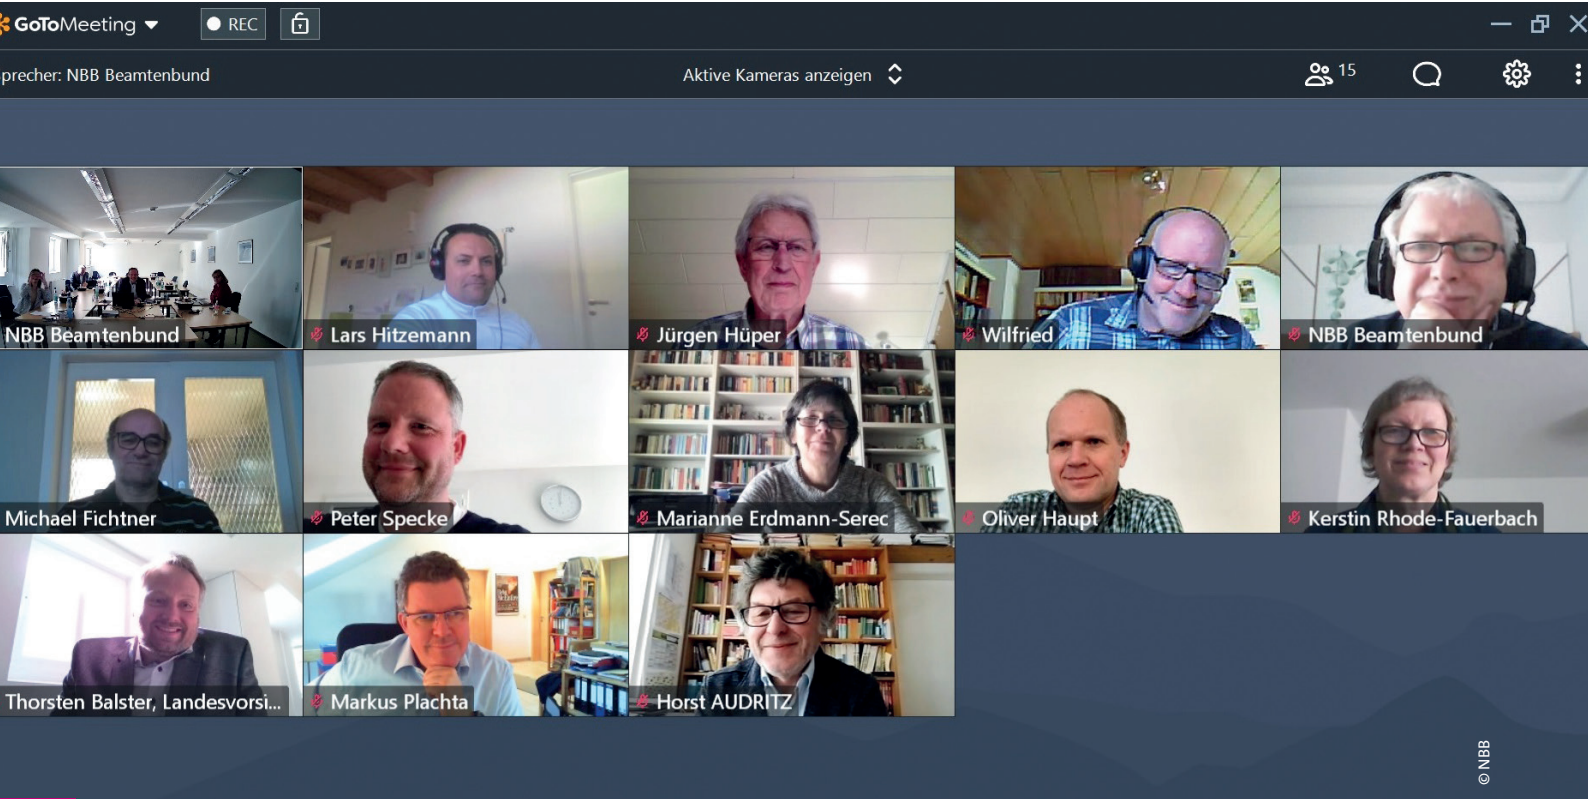 GoToMeeting
REC
precher: NBB Beamtenbund
Aktive Kameras anzeigen
15
NBB Beamtenbund
Lars Hitzemann
Jürgen Hüper
Wilfried
NBB Beamtenbund
Michael Fichtner
Peter Specke
Marianne Erdmann-Serec
Oliver Haupt
Kerstin Rhode-Fauerbach
Thorsten Balster, Landesvorsi...
Markus Plachta
Horst AUDRITZ
© NBB